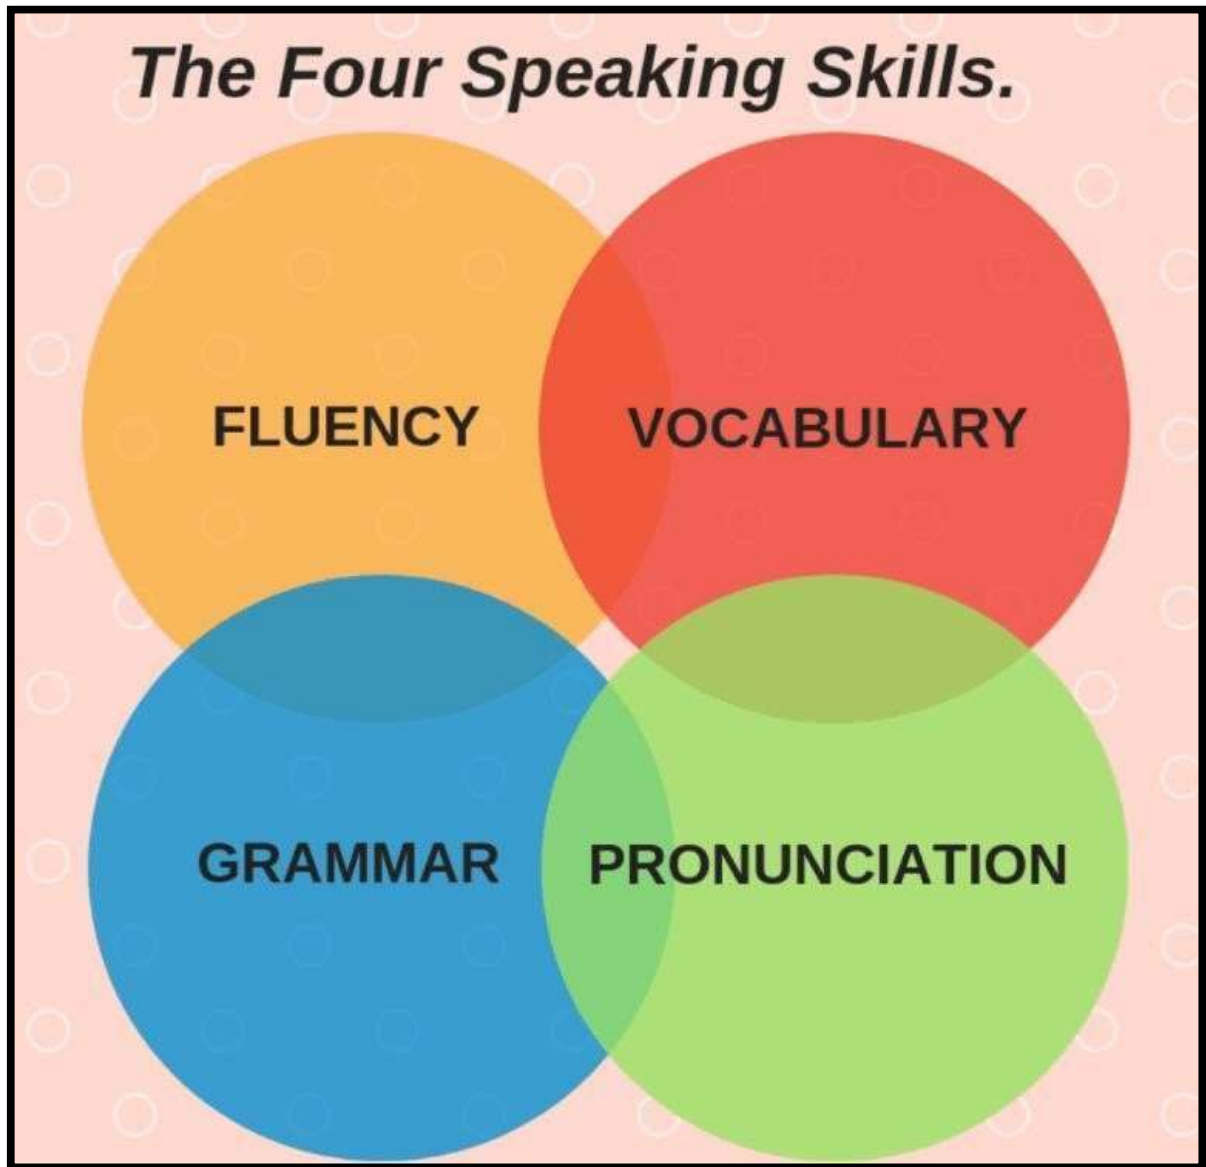 The Four Speaking Skills.
FLUENCY
VOCABULARY
GRAMMAR
PRONUNCIATION